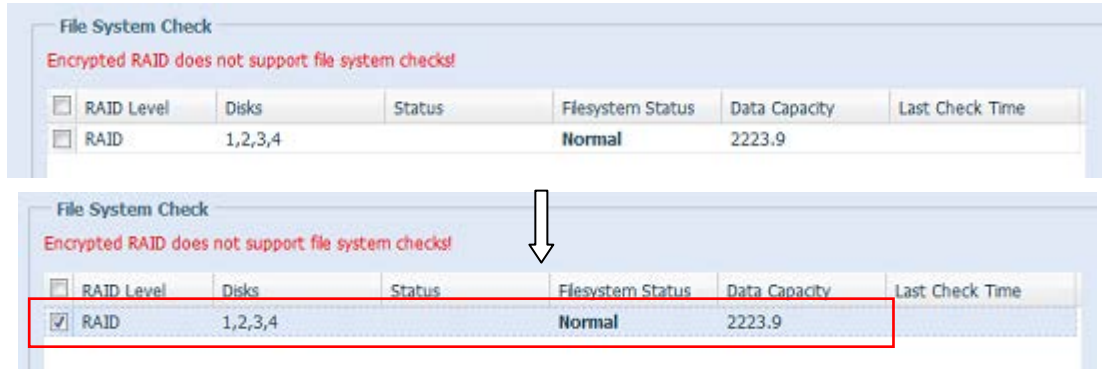 File System Check
Encrypted RAID does not support file system checks!
RAID Level Disks Status Filesystem Status Data Capacity Last Check Time
RAID 1,2,3,4 Normal 2223.9
File System Check
Encrypted RAID does not support file system checks!
RAID Level Disks Status Filesystem Status Data Capacity Last Check Time
RAID 1,2,3,4 Normal 2223.9